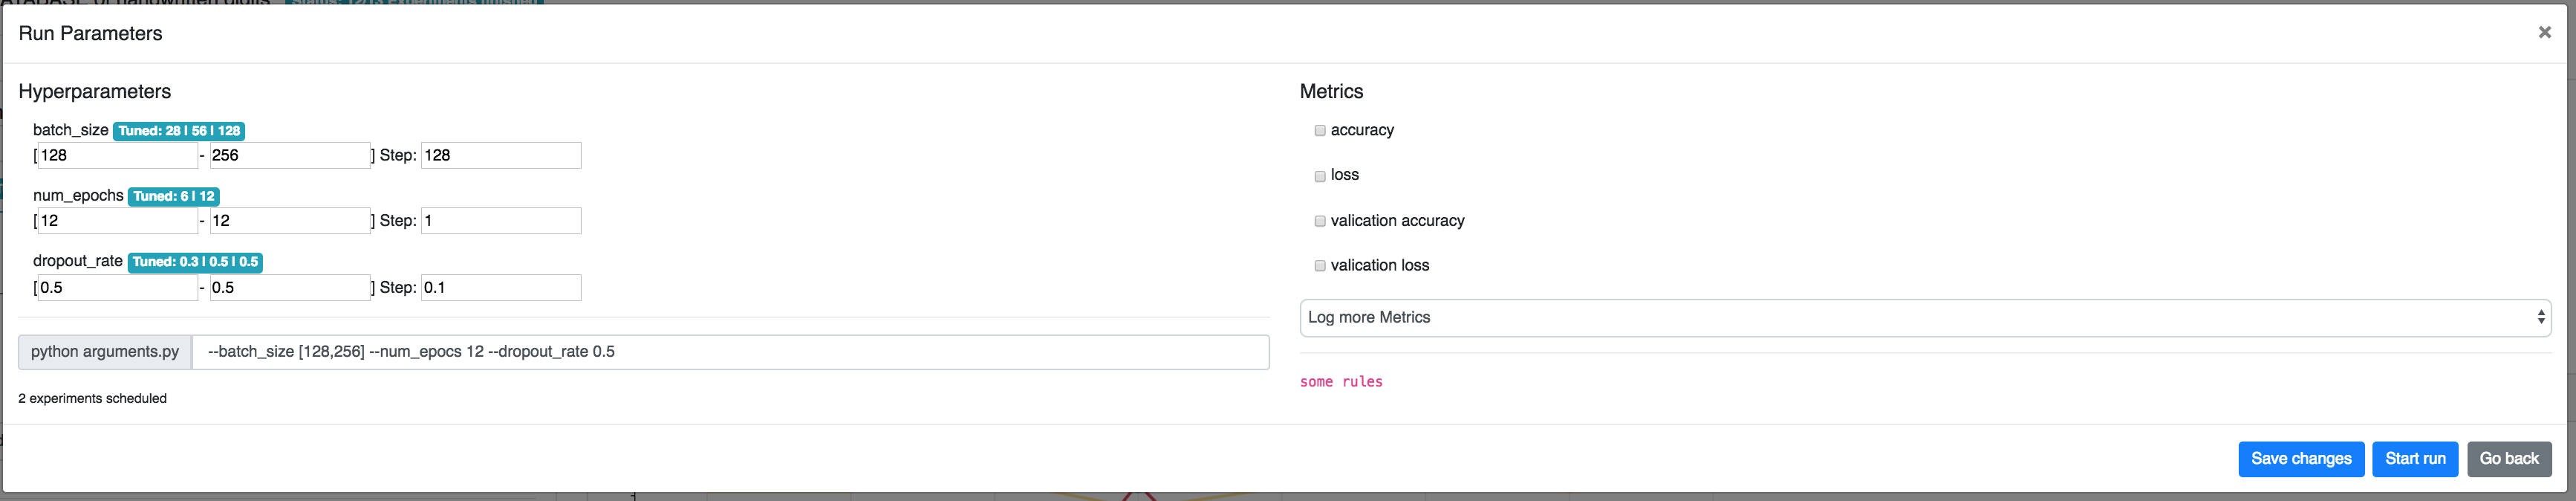 Run Parameters
×
Hyperparameters
batch_size Tuned: 28 | 56 | 128
[128 - 256 ] Step: 128
num_epochs Tuned: 6 | 12
[12 - 12 ] Step: 1
dropout_rate Tuned: 0.3 | 0.5 | 0.5
[0.5 - 0.5 ] Step: 0.1
python arguments.py --batch_size [128,256] --num_epocs 12 --dropout_rate 0.5
2 experiments scheduled
Metrics
accuracy
loss
valication accuracy
valication loss
Log more Metrics
some rules
Save changes Start run Go back